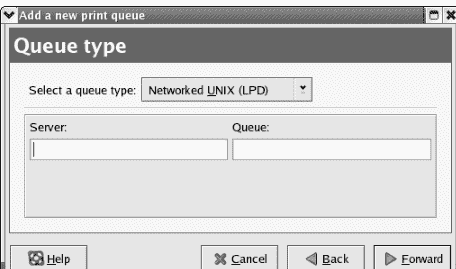 Add a new print queue
Queue type
Select a queue type: Networked UNIX (LPD)
Server: Queue:
Help Cancel Back Forward